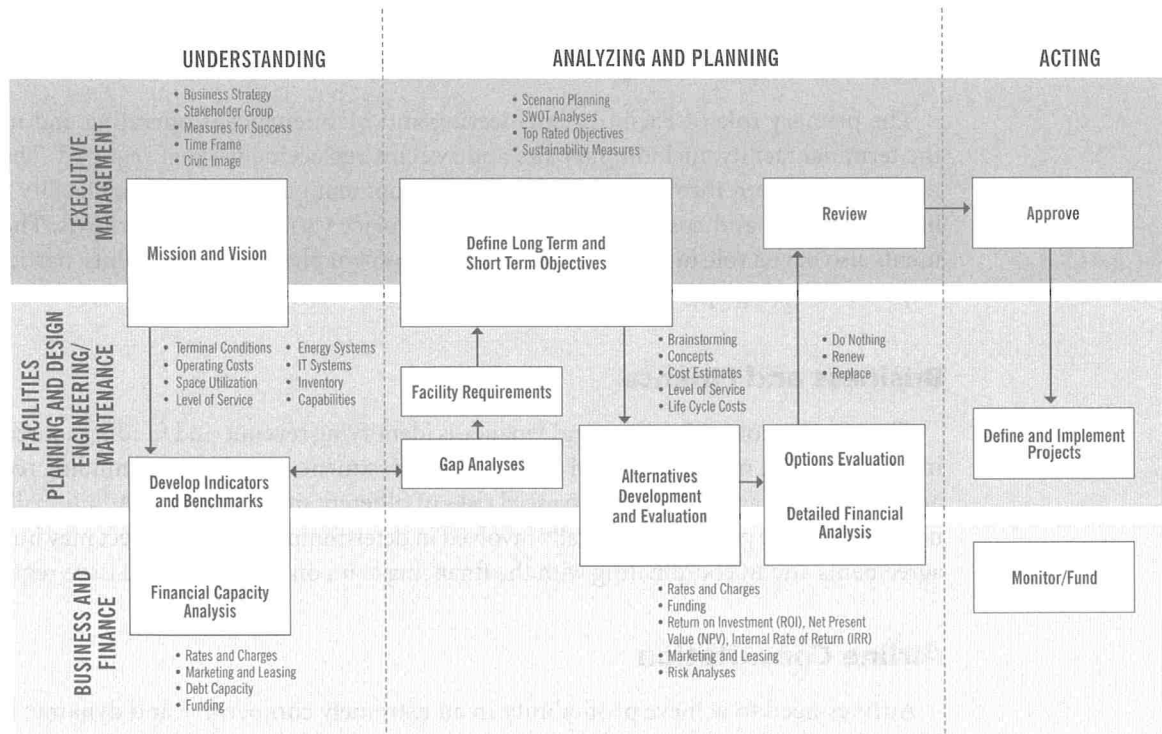 UNDERSTANDING
ANALYZING AND PLANNING
ACTING
EXECUTIVE
MANAGEMENT
• Business Strategy
• Stakeholder Group
• Measures for Success
• Time Frame
• Civic Image
• Scenario Planning
• SWOT Analyses
• Top Rated Objectives
• Sustainability Measures
Mission and Vision
Define Long Term and
Short Term Objectives
Review
Approve
FACILITIES
PLANNING AND DESIGN
ENGINEERING/
MAINTENANCE
• Terminal Conditions
• Operating Costs
• Space Utilization
• Level of Service
• Energy Systems
• IT Systems
• Inventory
• Capabilities
Facility Requirements
Gap Analyses
• Brainstorming
• Concepts
• Cost Estimates
• Level of Service
• Life Cycle Costs
• Do Nothing
• Renew
• Replace
Develop Indicators
and Benchmarks
Alternatives
Development
and Evaluation
Options Evaluation
Detailed Financial
Analysis
Define and Implement
Projects
BUSINESS AND
FINANCE
Financial Capacity
Analysis
• Rates and Charges
• Marketing and Leasing
• Debt Capacity
• Funding
• Rates and Charges
• Funding
• Return on Investment (ROI), Net Present
Value (NPV), Internal Rate of Return (IRR)
• Marketing and Leasing
• Risk Analyses
Monitor/Fund